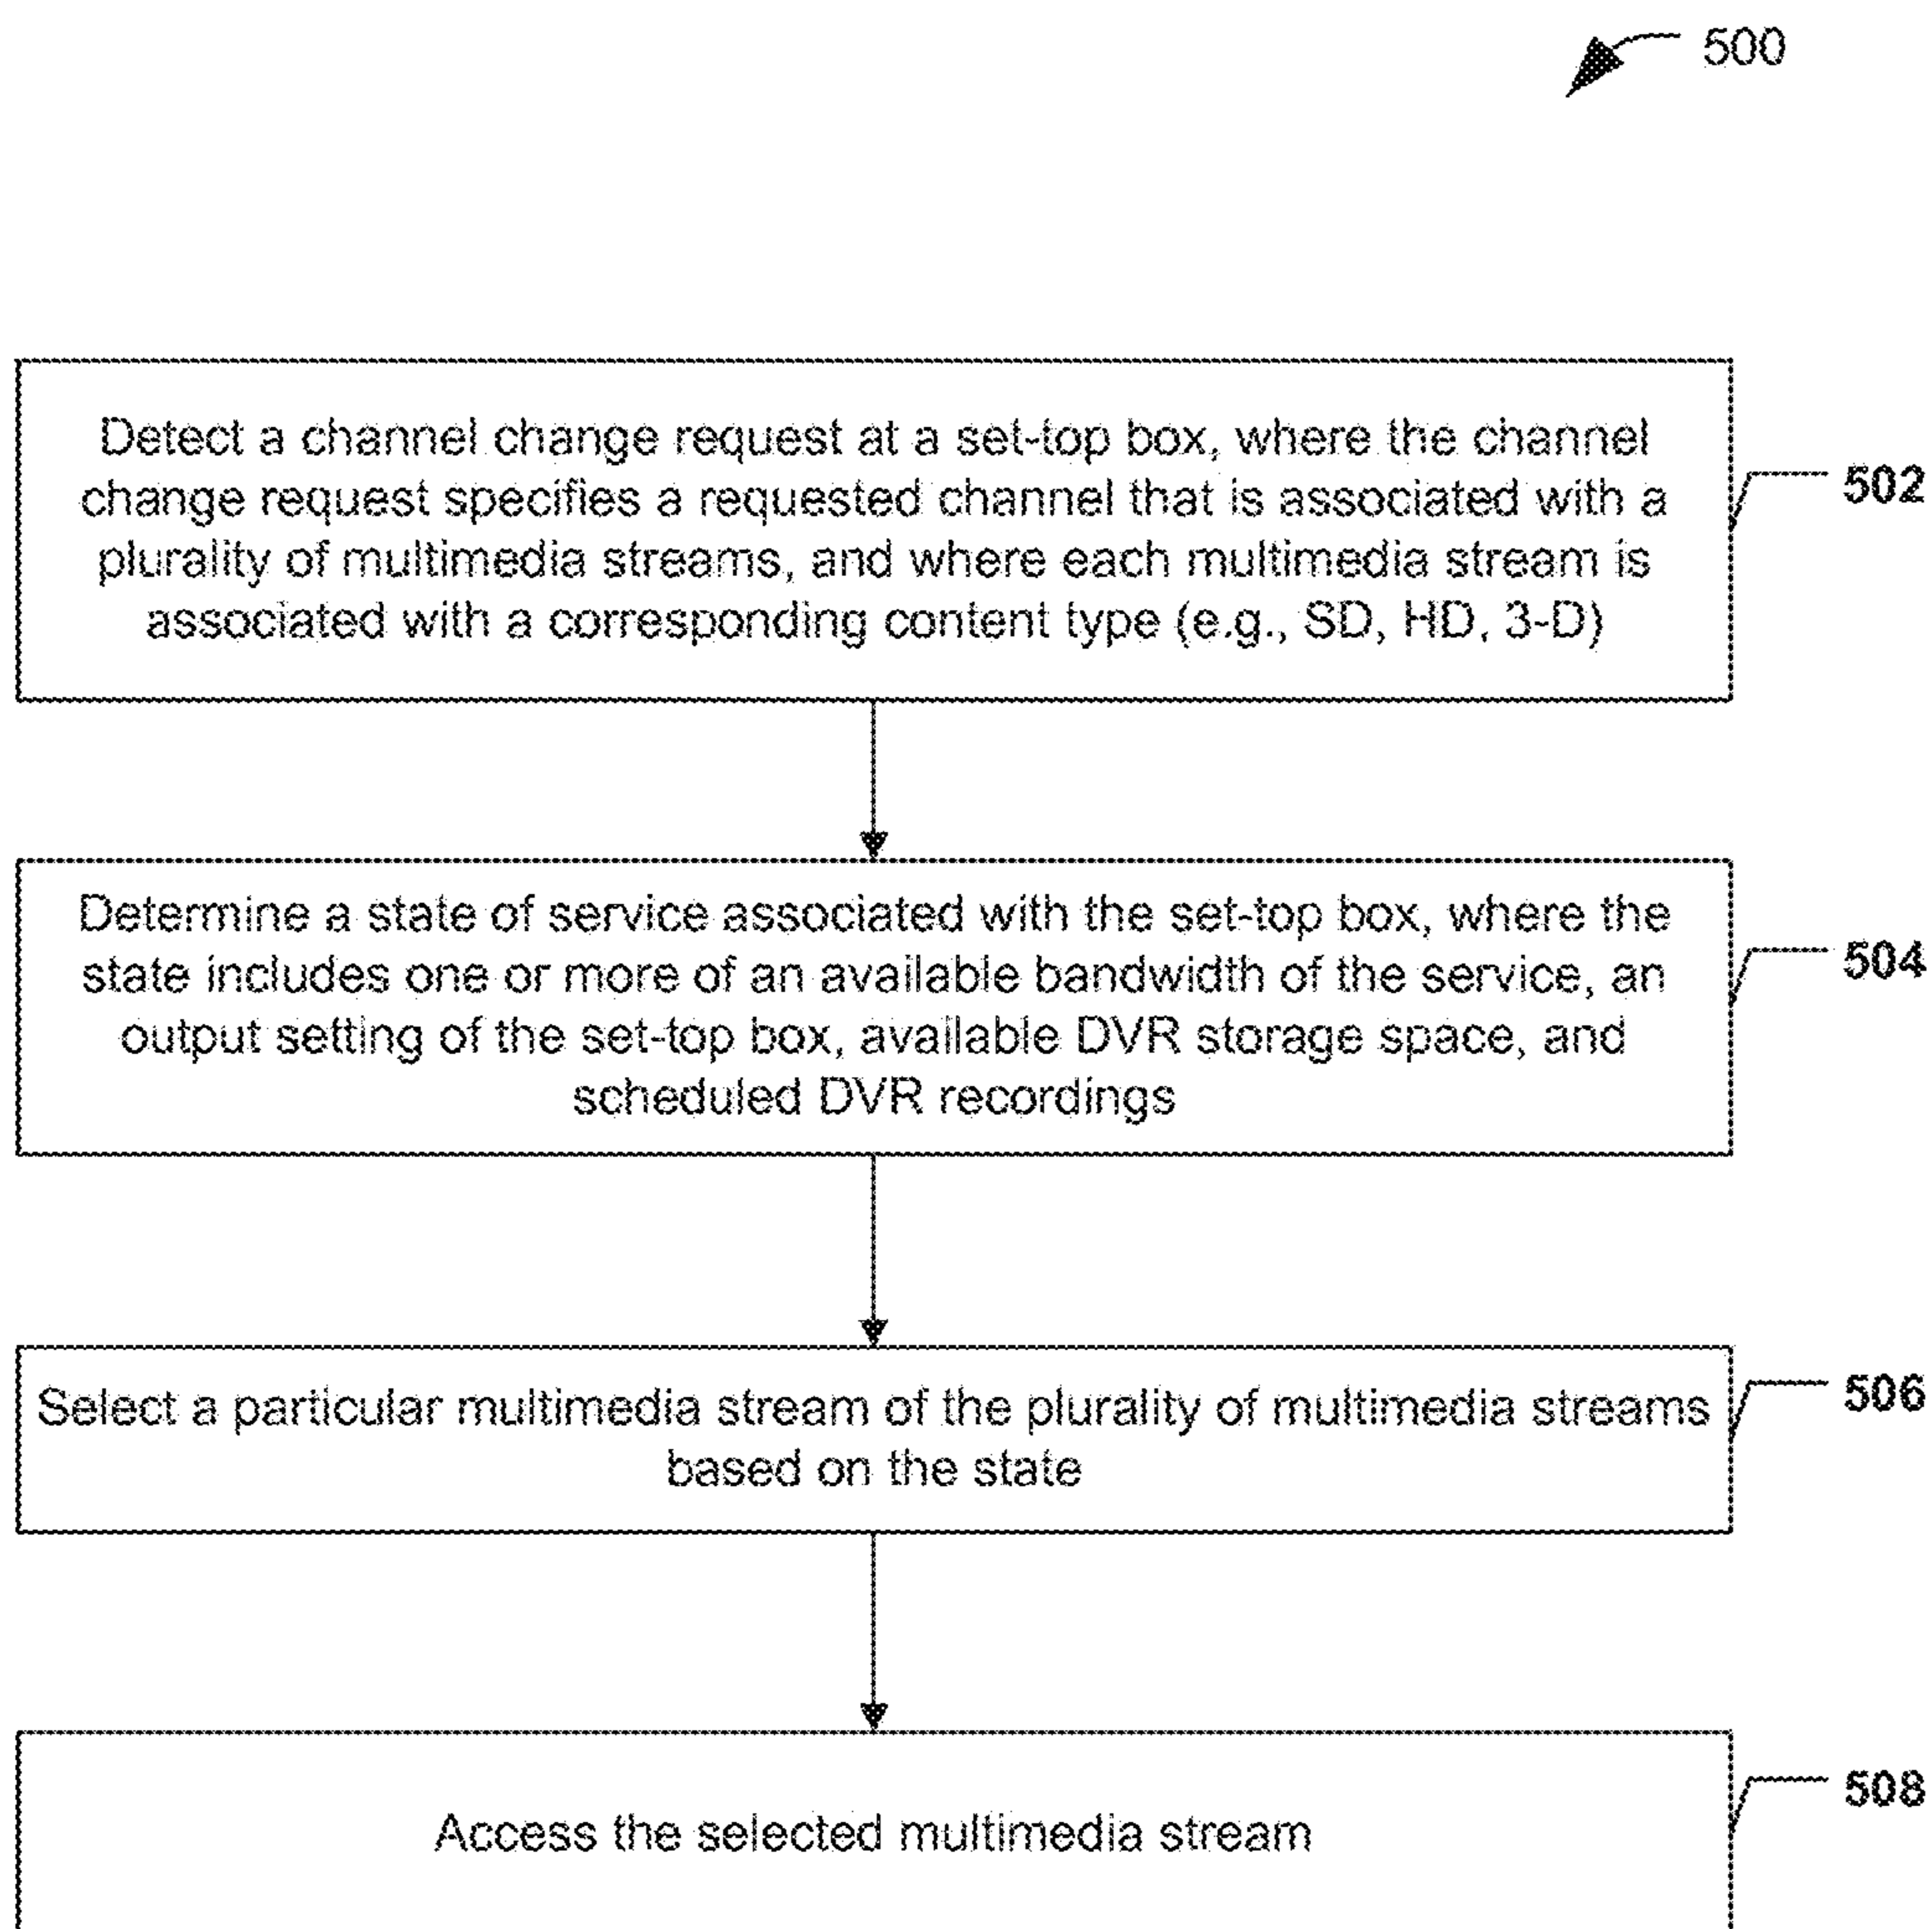 500
Detect a channel change request at a set-top box, where the channel
change request specifies a requested channel that is associated with a
plurality of multimedia streams, and where each multimedia stream is
associated with a corresponding content type (e.g., SD, HD, 3-D)
502
Determine a state of service associated with the set-top box, where the
state includes one or more of an available bandwidth of the service, an
output setting of the set-top box, available DVR storage space, and
scheduled DVR recordings
504
Select a particular multimedia stream of the plurality of multimedia streams
based on the state
506
Access the selected multimedia stream
508